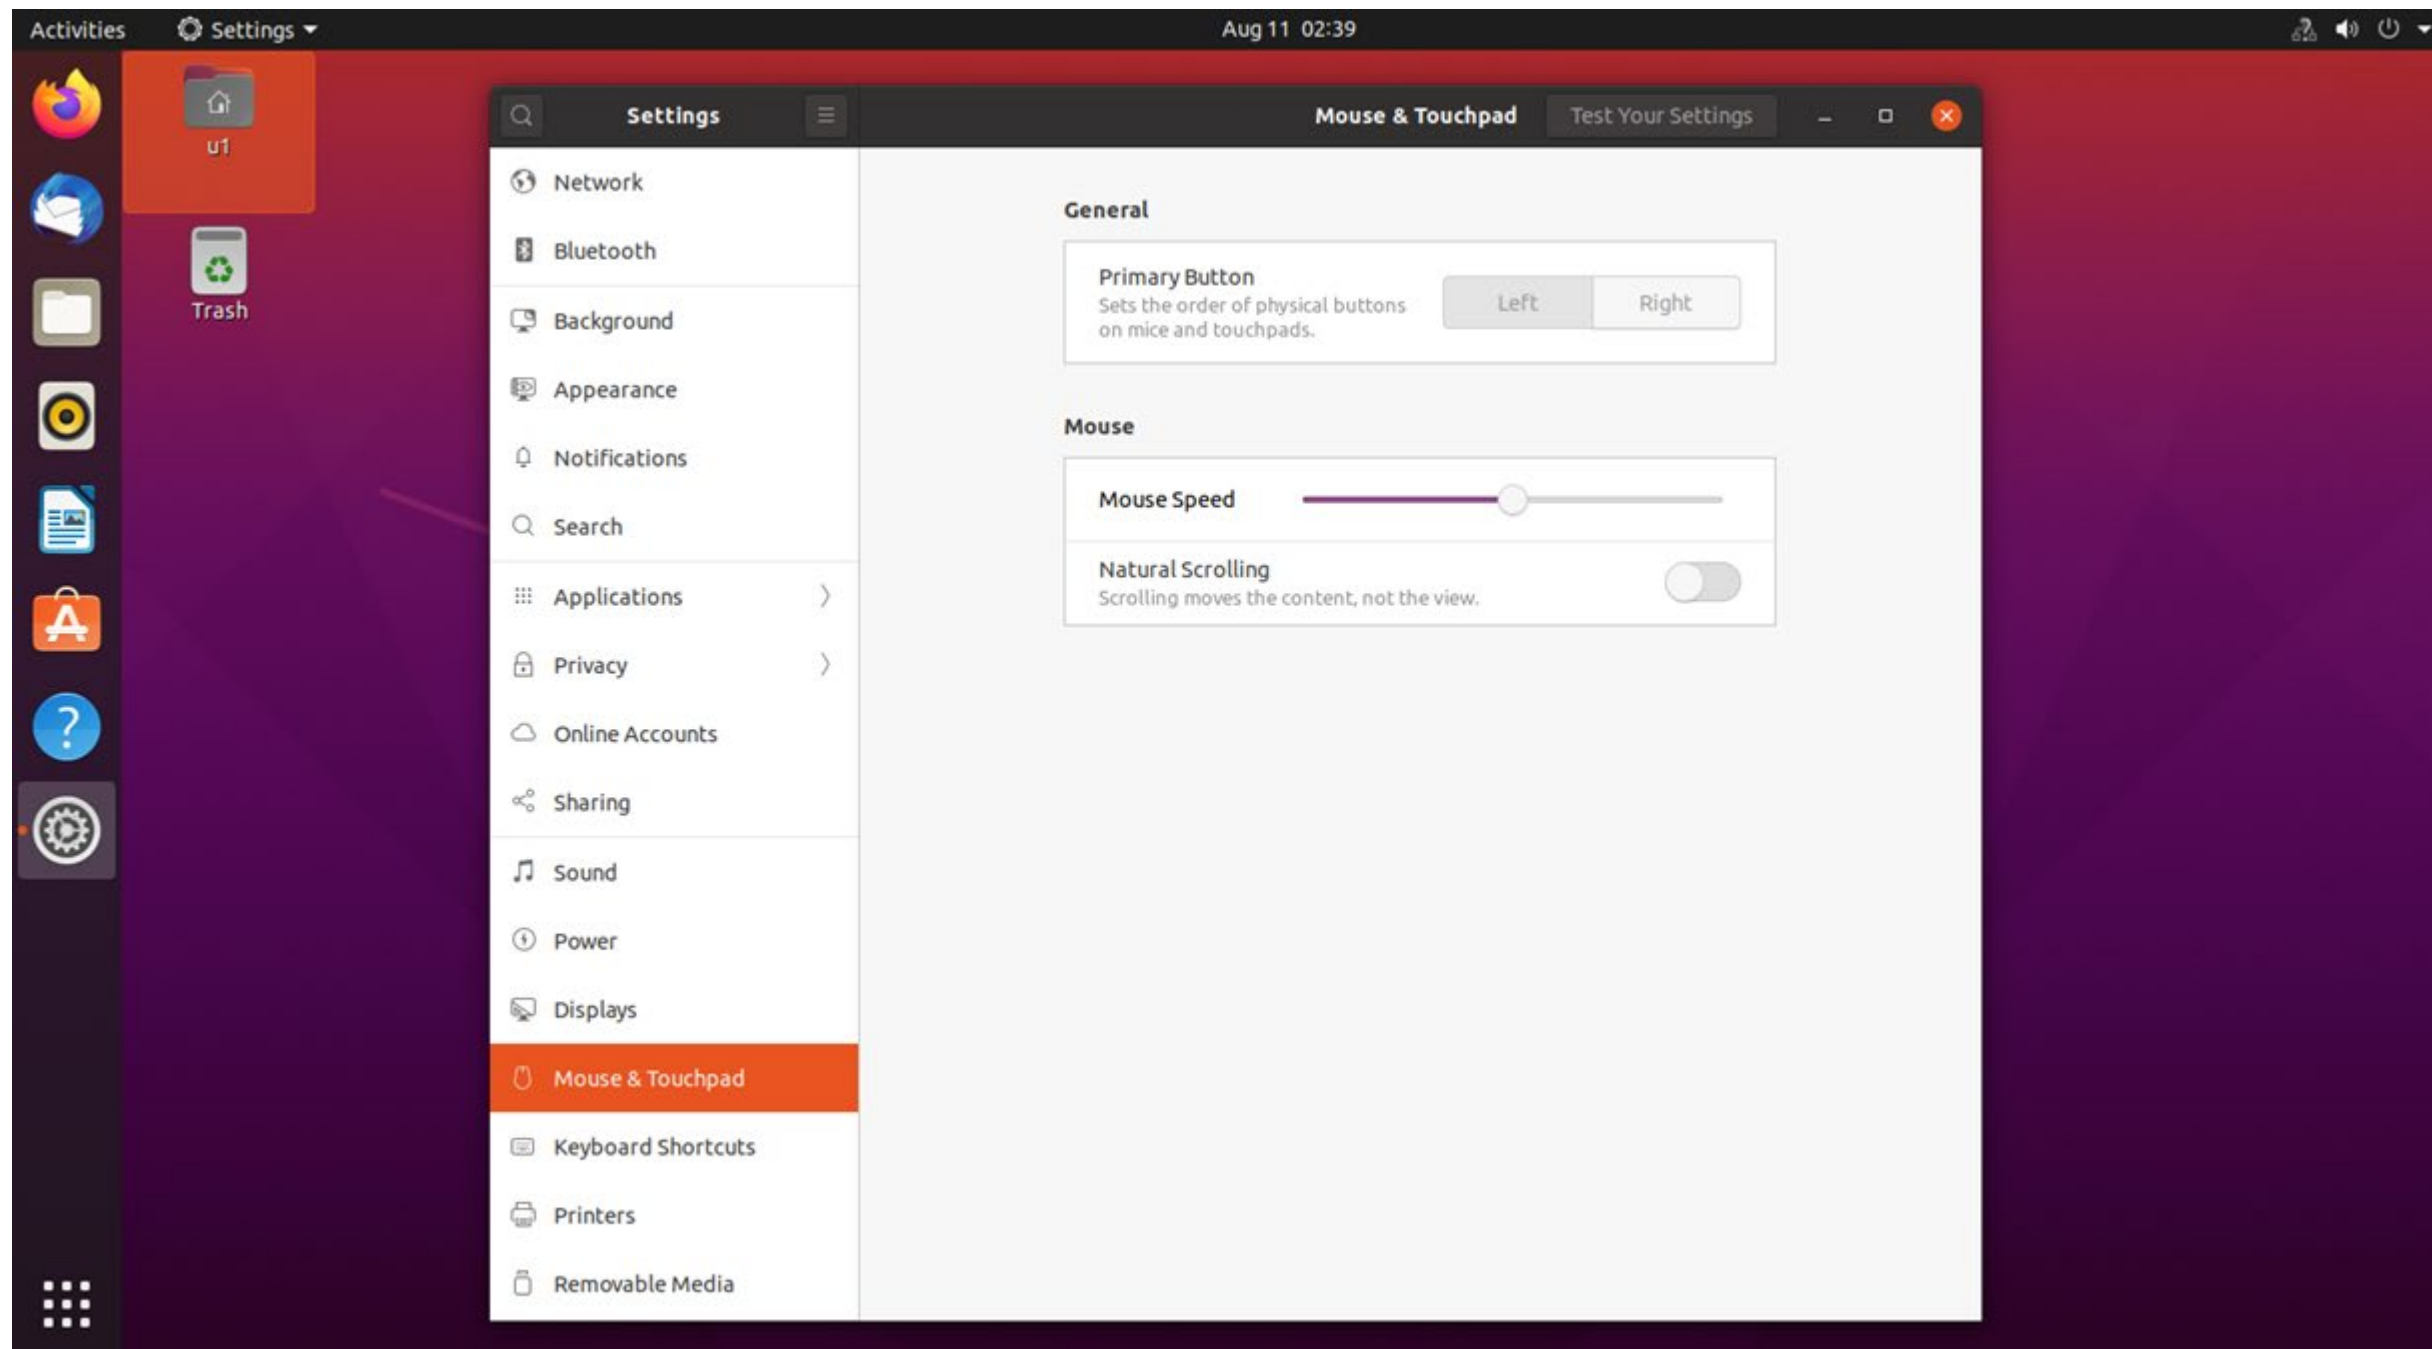 Activities
Settings
Aug 11 02:39
u1
Trash
Settings
Mouse & Touchpad
Test Your Settings
Network
Bluetooth
Background
Appearance
Notifications
Search
Applications
Privacy
Online Accounts
Sharing
Sound
Power
Displays
Mouse & Touchpad
Keyboard Shortcuts
Printers
Removable Media
General
Primary Button
Sets the order of physical buttons
on mice and touchpads.
Left
Right
Mouse
Mouse Speed
Natural Scrolling
Scrolling moves the content, not the view.